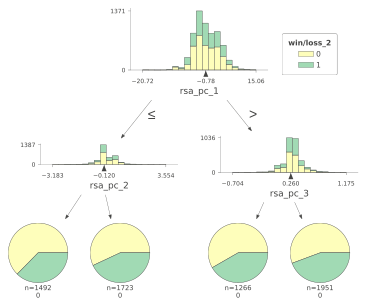 1371
0
−20.72
−0.78
15.06
rsa_pc_1
win/loss_2
0
1
≤
>
1387
0
−3.183
−0.120
3.554
rsa_pc_2
1036
0
−0.704
0.260
1.175
rsa_pc_3
n=1492
0
n=1723
0
n=1266
0
n=1951
0